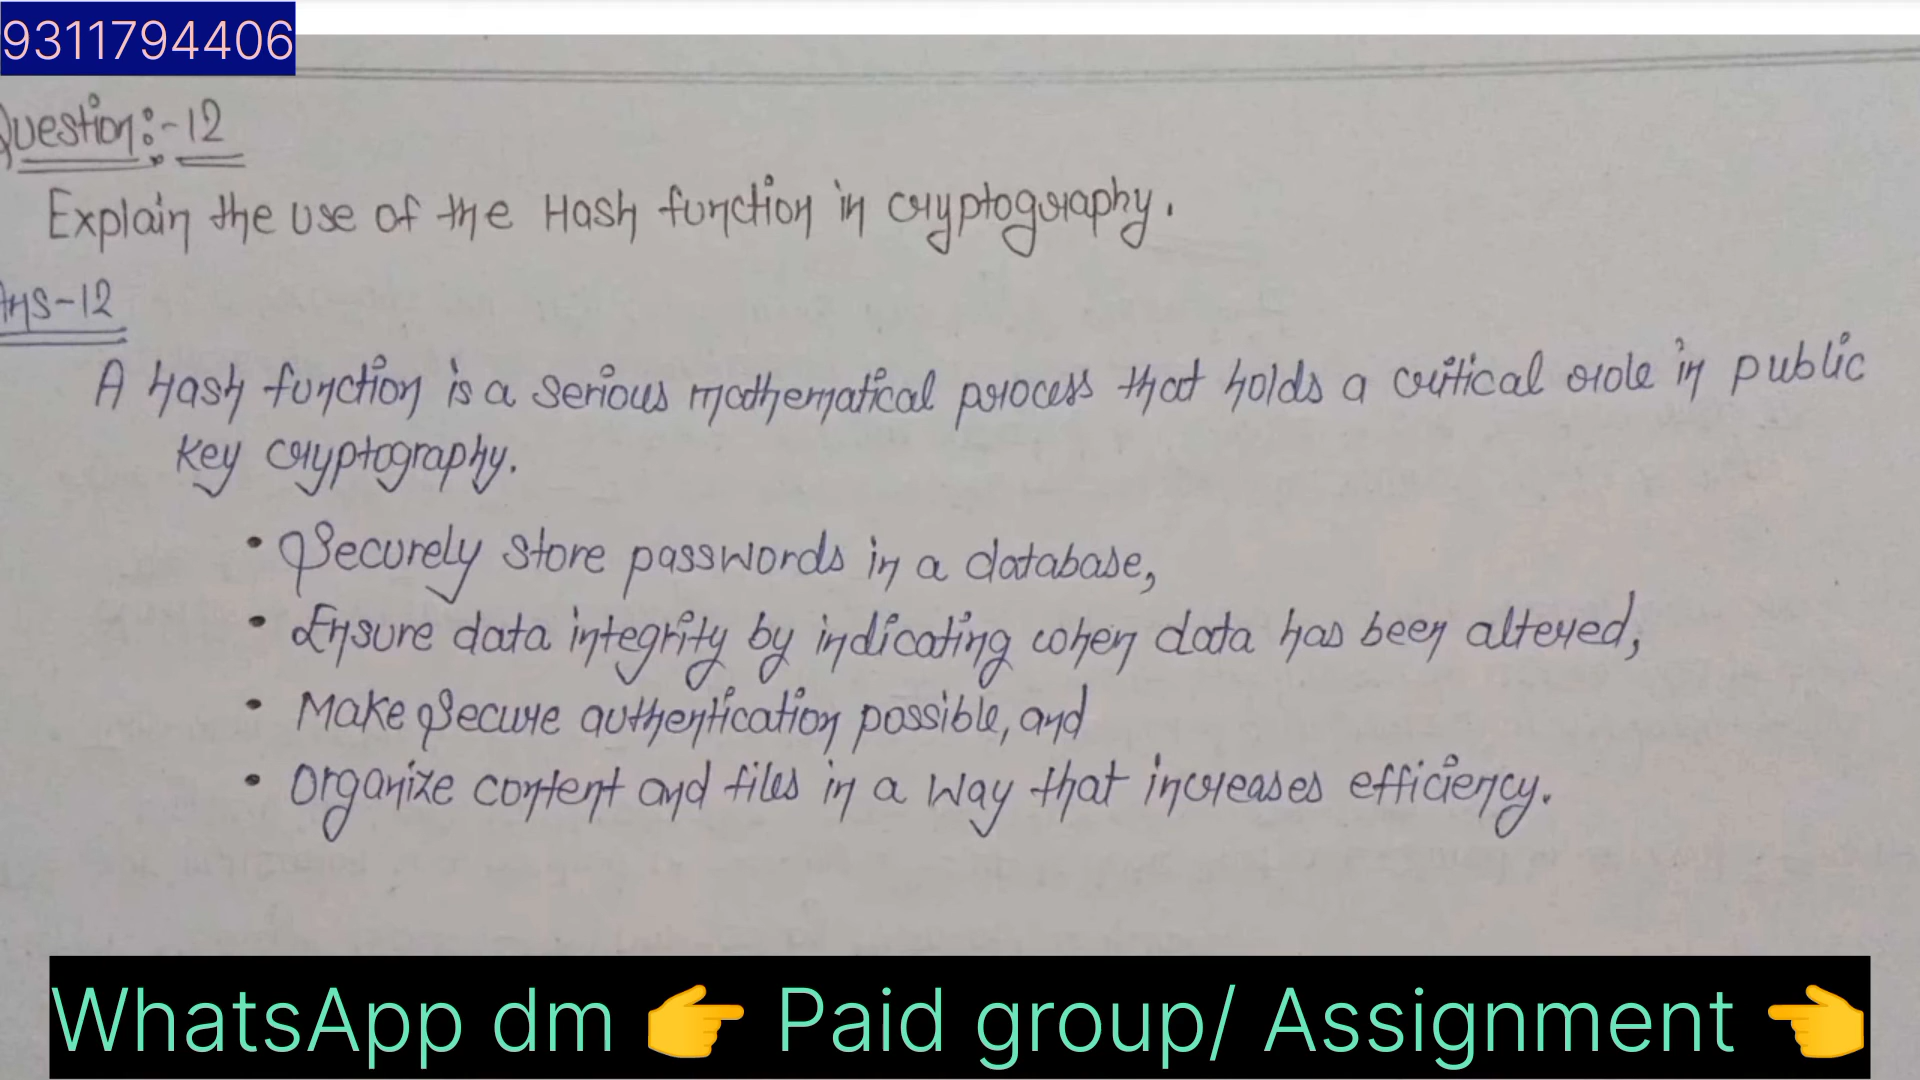 9311794406
Question:-12
Explain the use of the Hash function in cryptography.
Ans-12
A hash function is a serious mathematical process that holds a critical role in public
key cryptography.
• Securely store passwords in a database,
• Ensure data integrity by indicating when data has been altered,
• Make secure authentication possible, and
• Organize content and files in a way that increases efficiency.
WhatsApp dm 👉 Paid group/ Assignment 👈